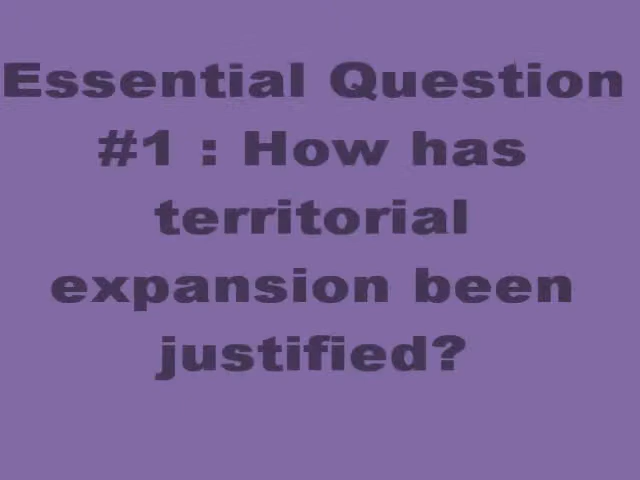 Essential Question
#1 : How has
territorial
expansion been
justified?